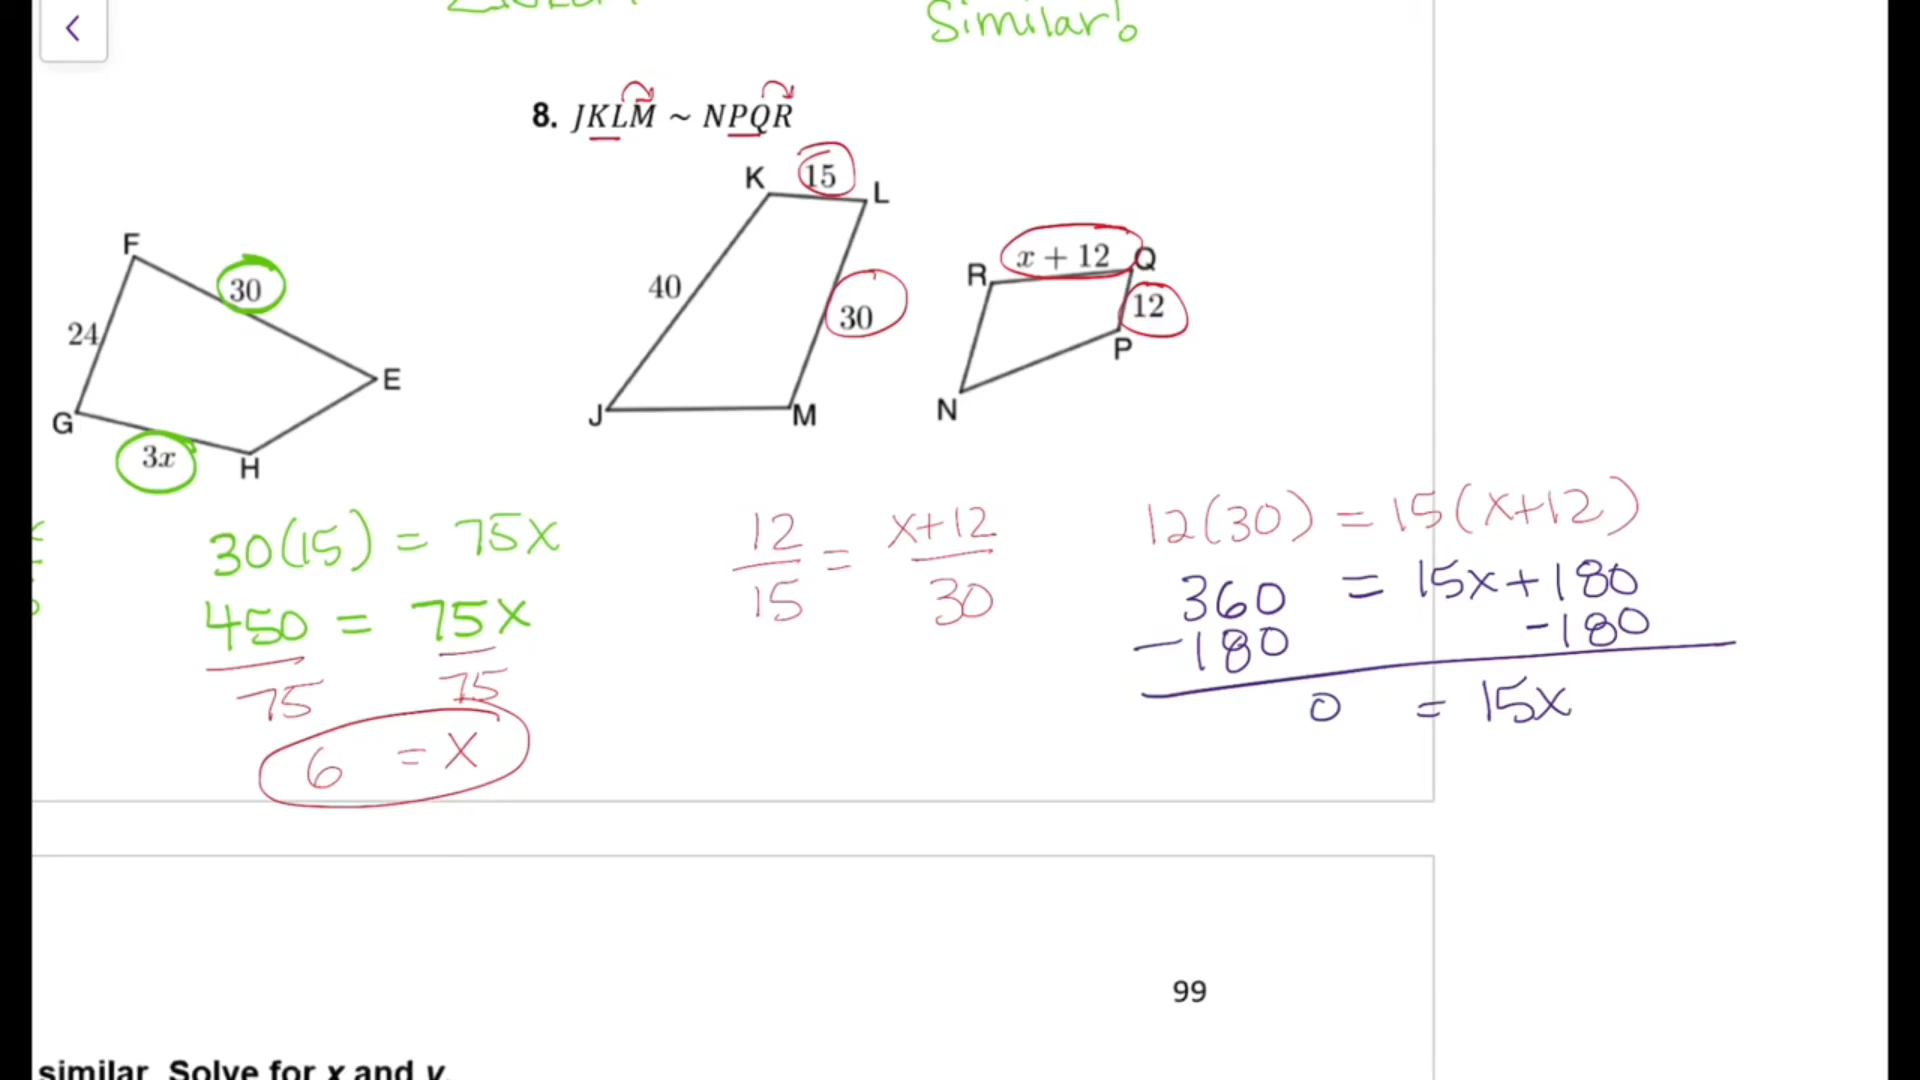 Similar!
8. JKLM ~ NPQR
K 15 L
F
30
x + 12 Q
R
40
30
12
24
P
E
J M
N
G
3x
H
30(15) = 75x
450 = 75x
75 75
6 = x
12 = x+12
15 30
12(30) = 15(x+12)
360 = 15x+180
-180 -180
0 = 15x
99
similar. Solve for x and y.